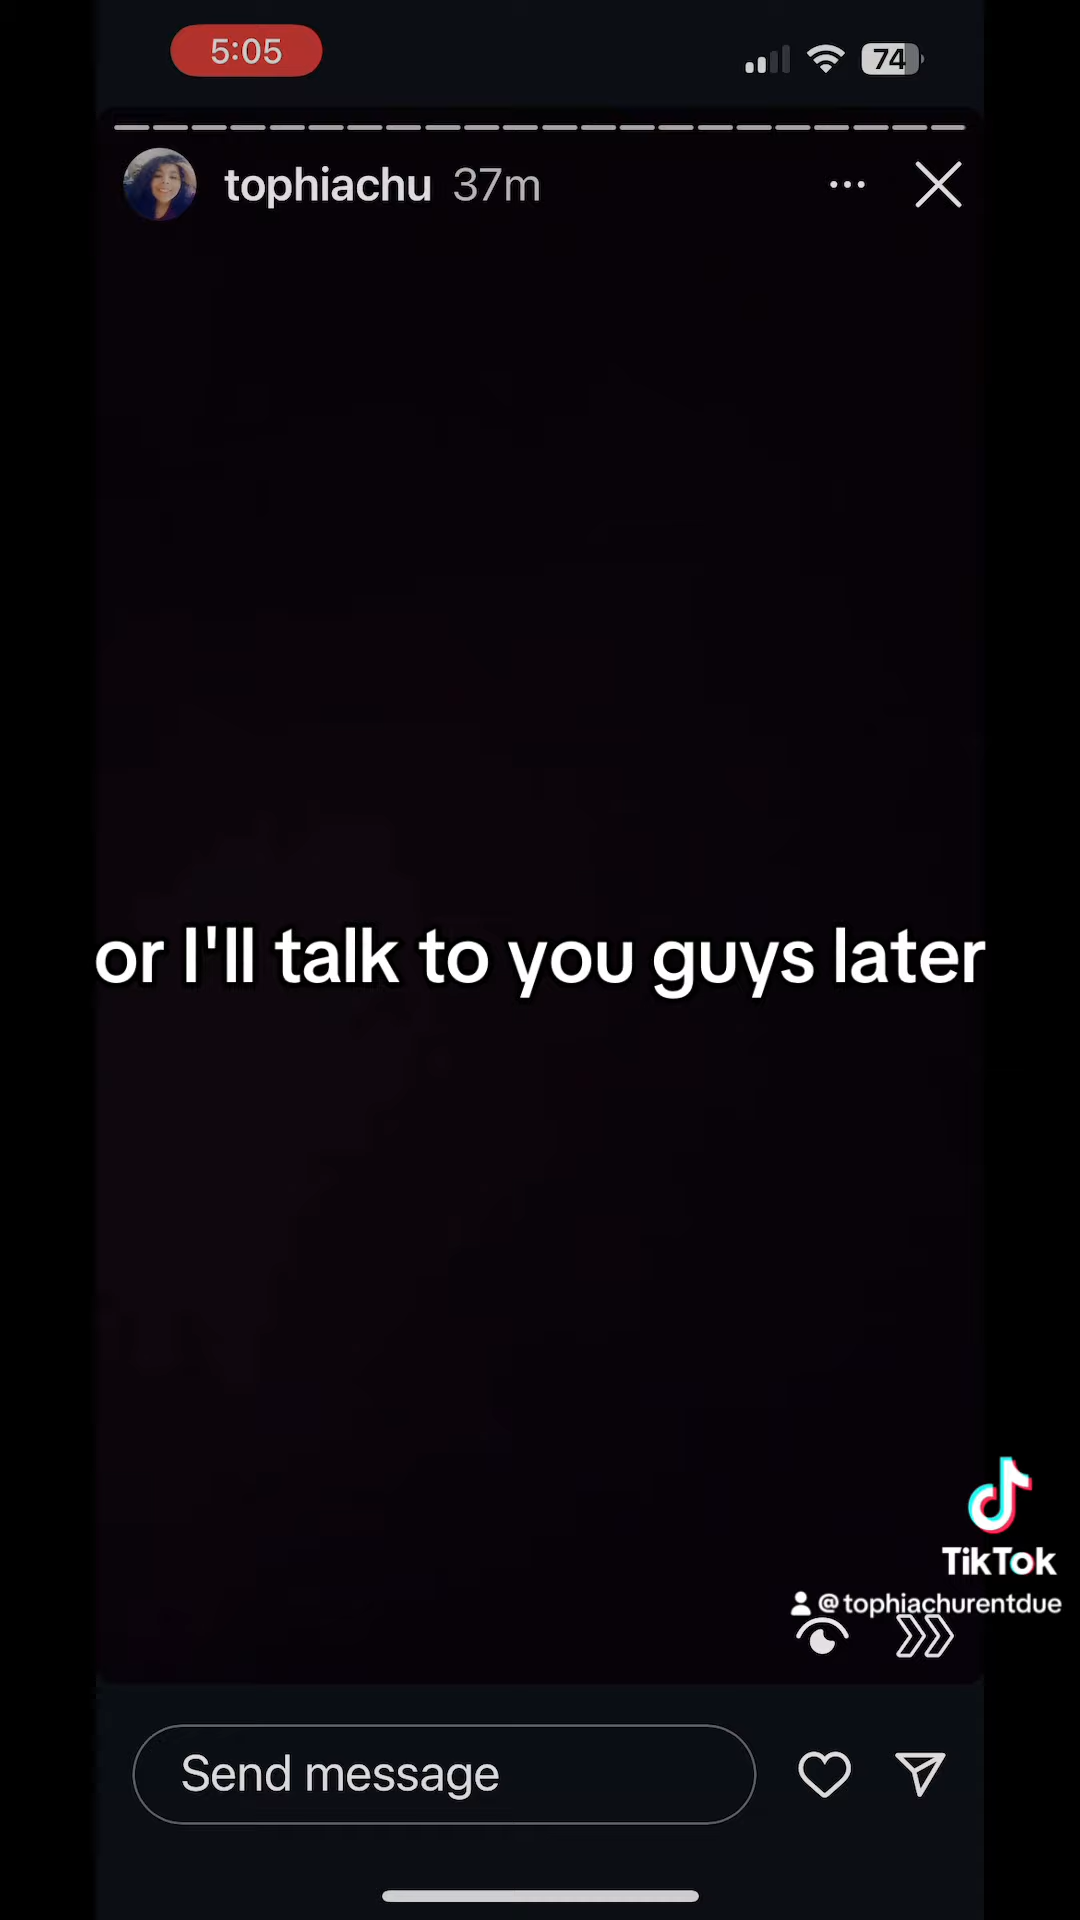 5:05
74
tophiachu 37m
or I'll talk to you guys later
TikTok
@tophiachurentdue
Send message